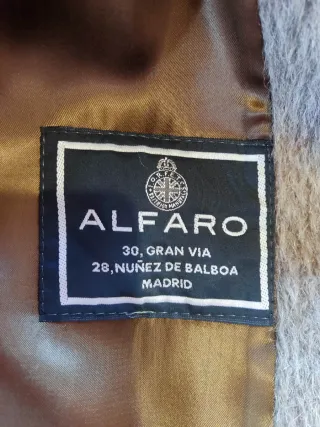 ALFARO
30, GRAN VIA
28, NUÑEZ DE BALBOA
MADRID